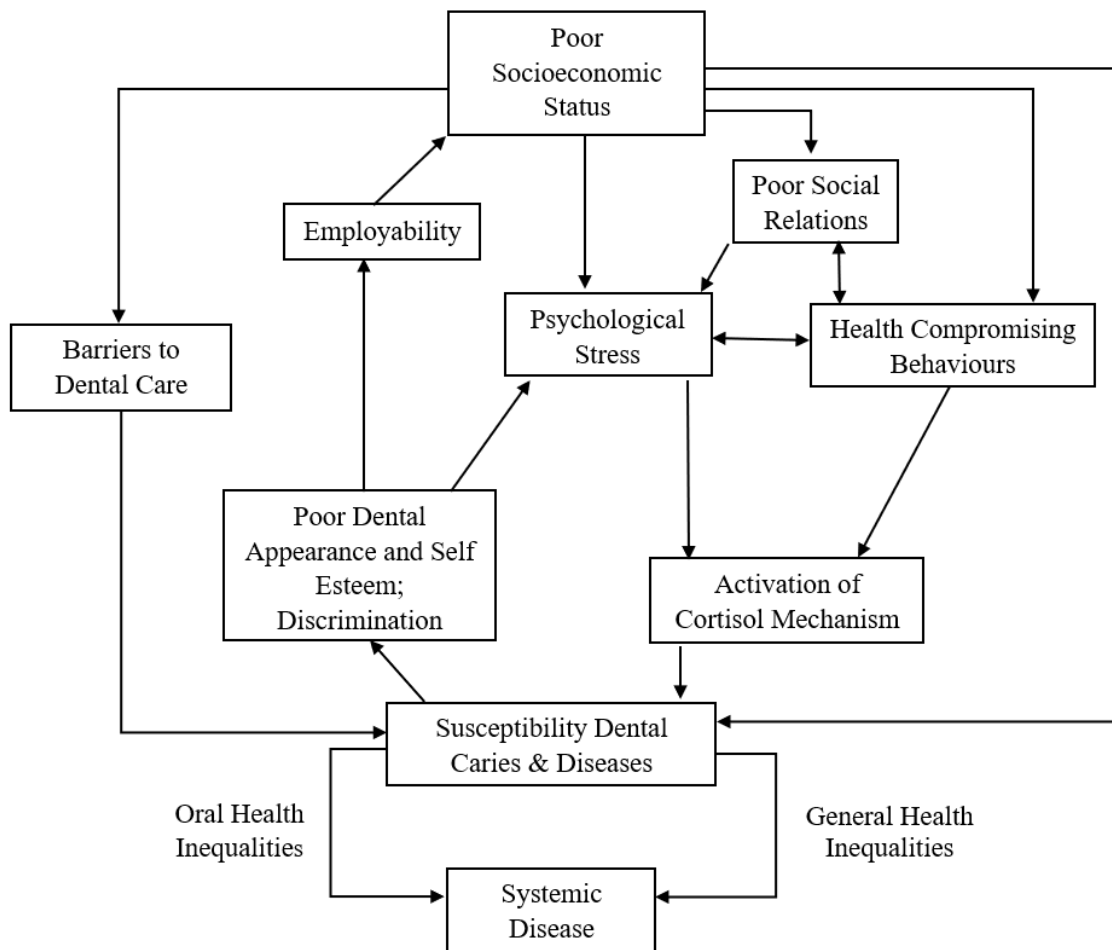 Poor
Socioeconomic
Status
Poor Social
Relations
Employability
Psychological
Stress
Health Compromising
Behaviours
Barriers to
Dental Care
Poor Dental
Appearance and Self
Esteem;
Discrimination
Activation of
Cortisol Mechanism
Susceptibility Dental
Caries & Diseases
Oral Health
Inequalities
General Health
Inequalities
Systemic
Disease